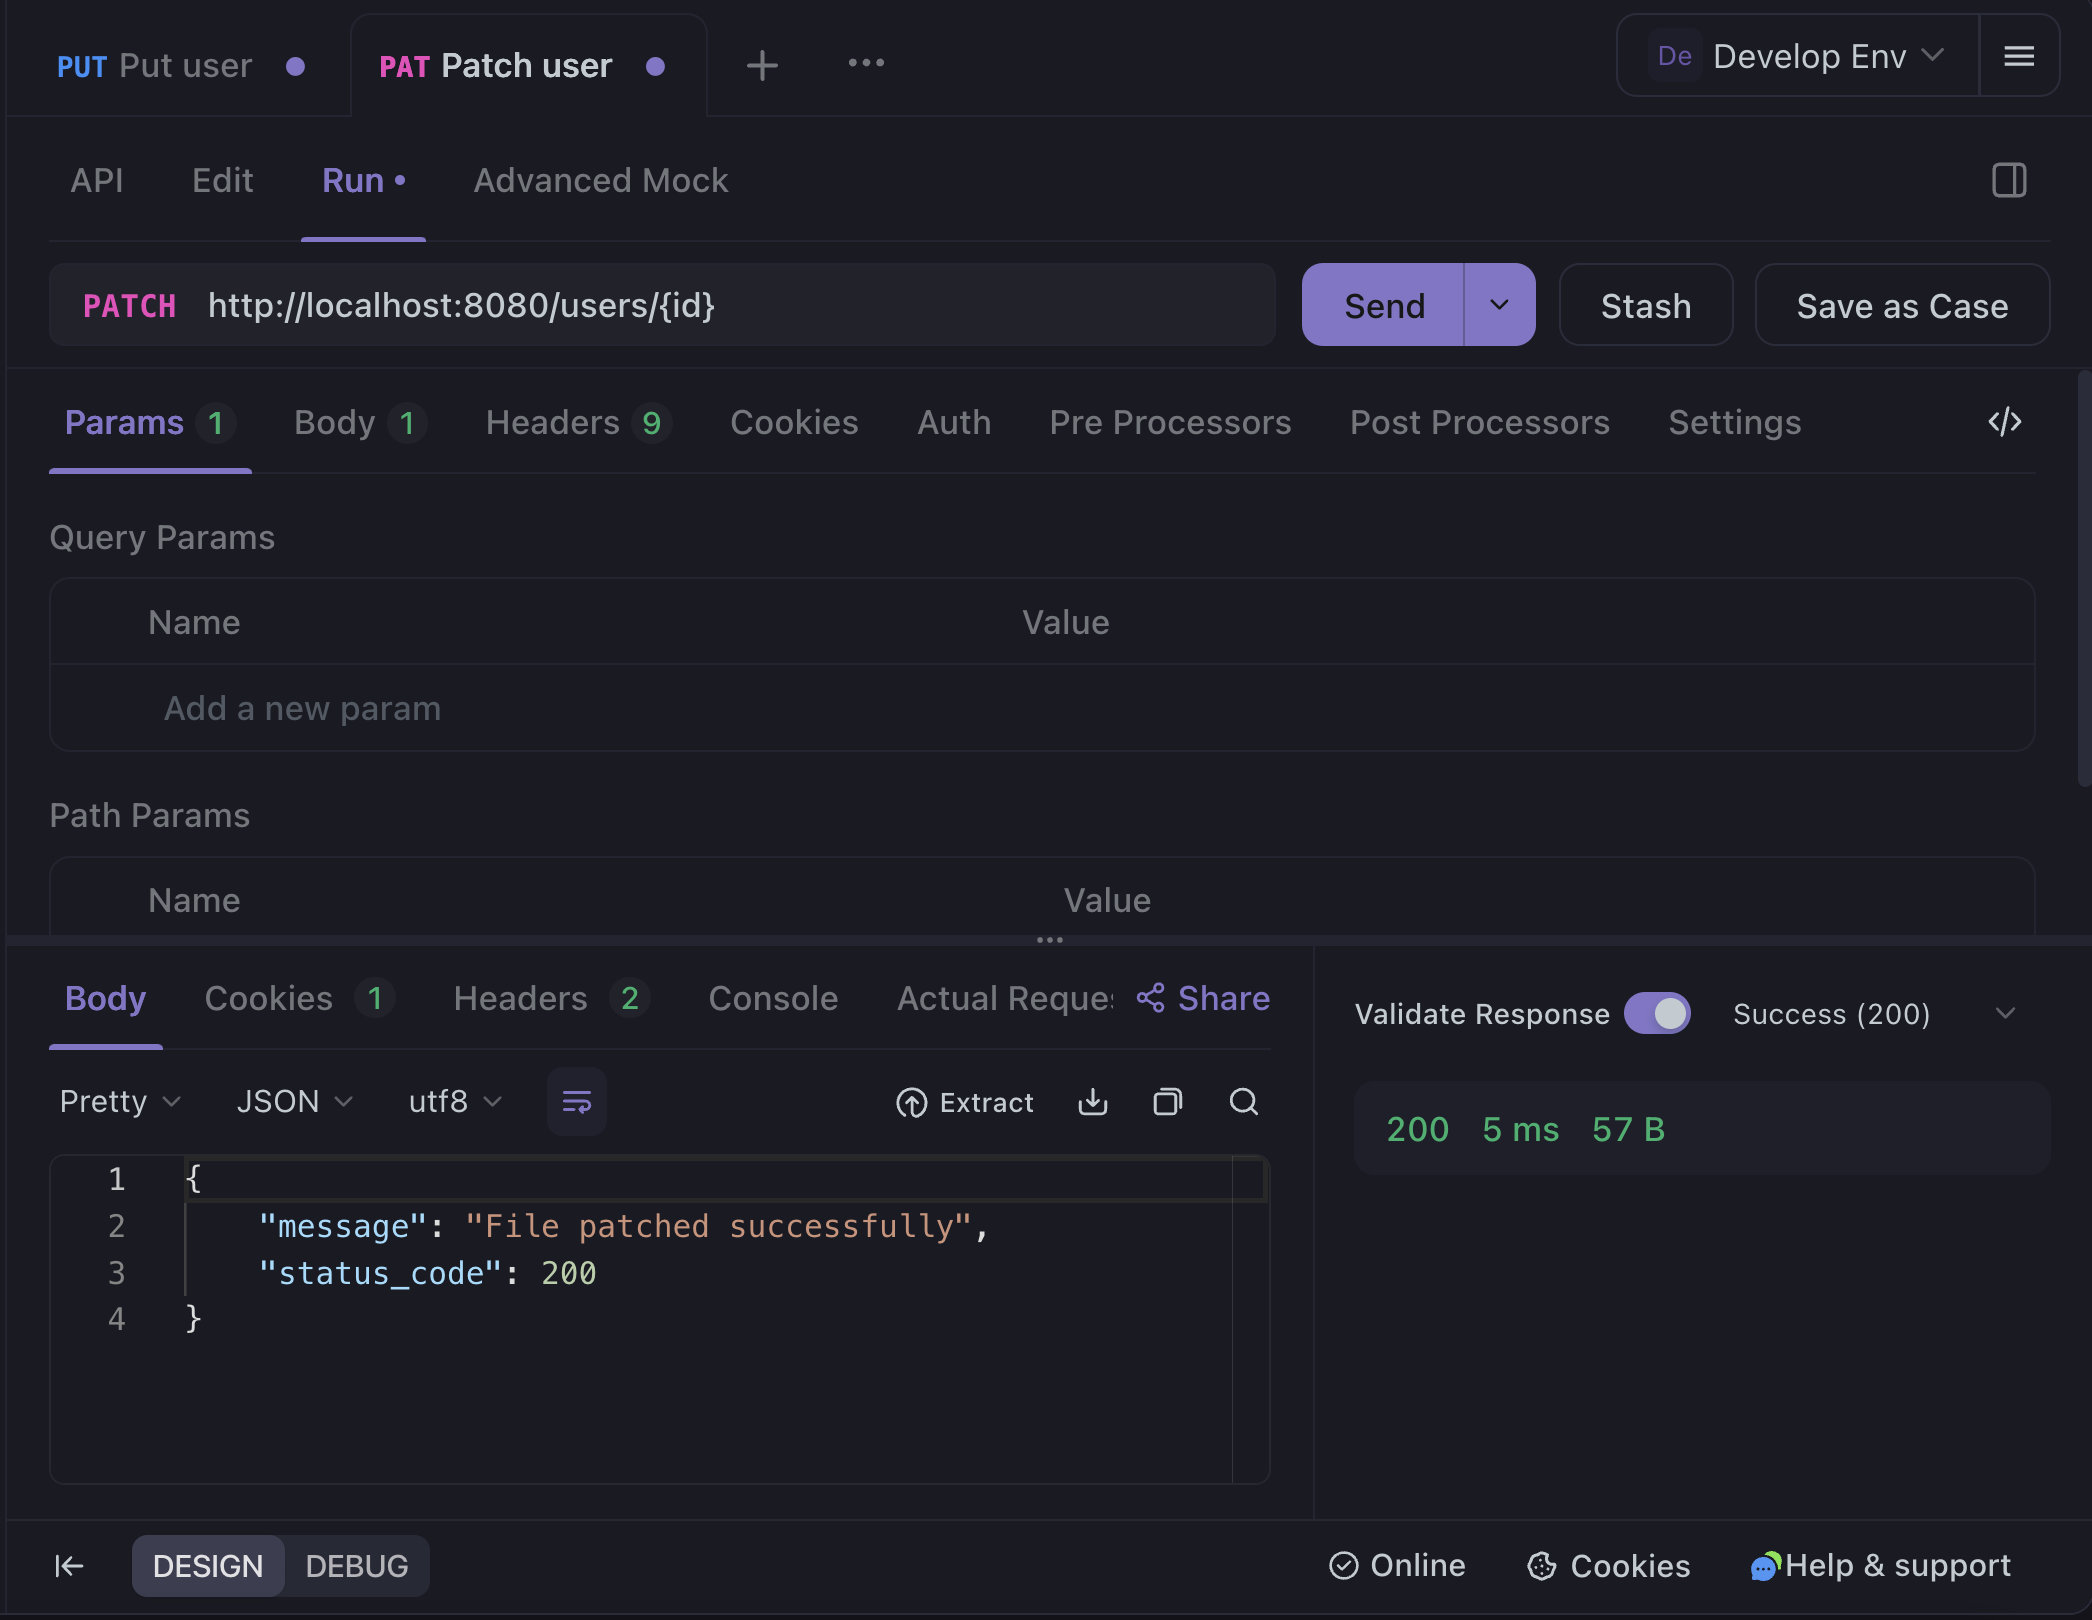 PUT Put user PAT Patch user De Develop Env
API Edit Run Advanced Mock
PATCH http://localhost:8080/users/{id} Send Stash Save as Case
Params 1 Body 1 Headers 9 Cookies Auth Pre Processors Post Processors Settings
Query Params
Name Value
Add a new param
Path Params
Name Value
Body Cookies 1 Headers 2 Console Actual Reques Share
Validate Response Success (200)
Pretty JSON utf8 Extract
200 5 ms 57 B
1 {
2 "message": "File patched successfully",
3 "status_code": 200
4 }
DESIGN DEBUG Online Cookies Help & support